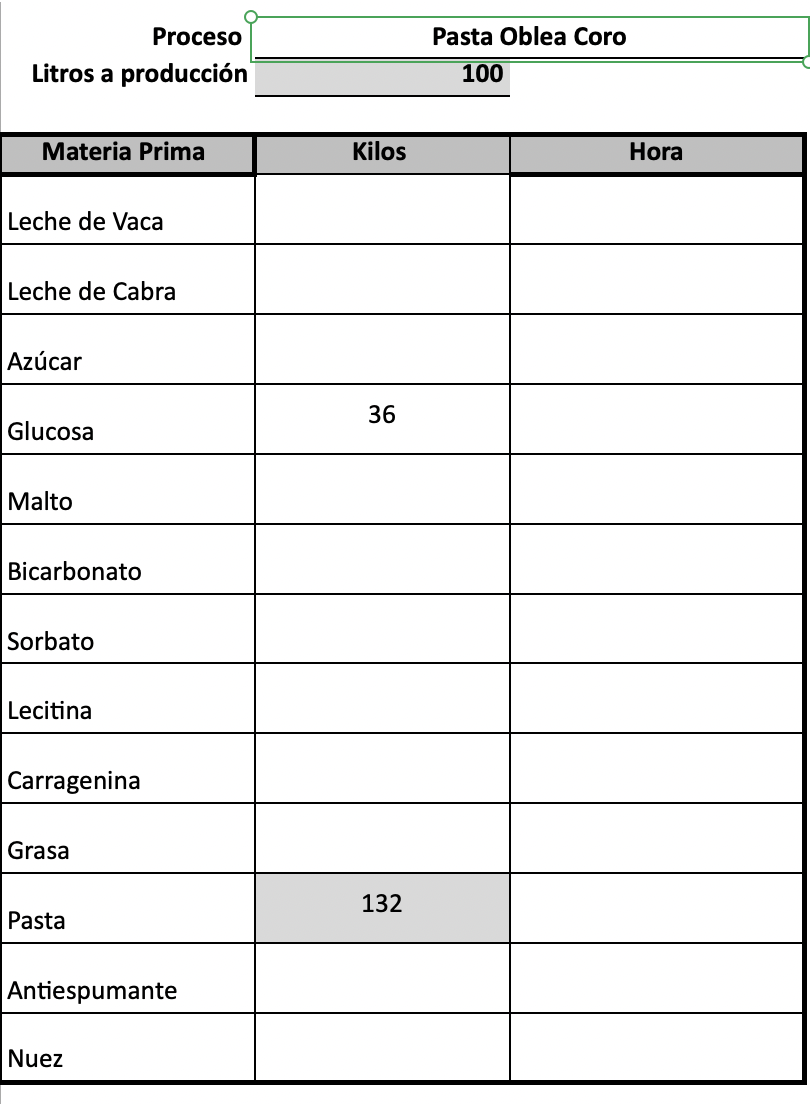 Proceso Pasta Oblea Coro
Litros a producción 100
Materia Prima Kilos Hora
Leche de Vaca
Leche de Cabra
Azúcar
Glucosa 36
Malto
Bicarbonato
Sorbato
Lecitina
Carragenina
Grasa
Pasta 132
Antiespumante
Nuez